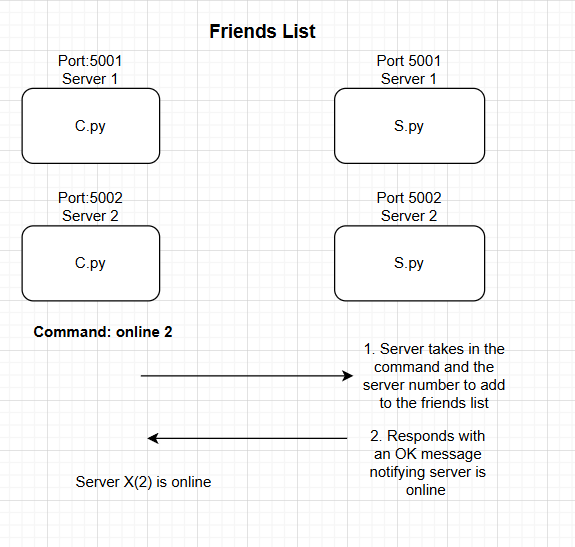 Friends List
Port:5001
Server 1
C.py
Port 5001
Server 1
S.py
Port:5002
Server 2
C.py
Port 5002
Server 2
S.py
Command: online 2
1. Server takes in the
command and the
server number to add
to the friends list
2. Responds with
an OK message
notifying server is
online
Server X(2) is online